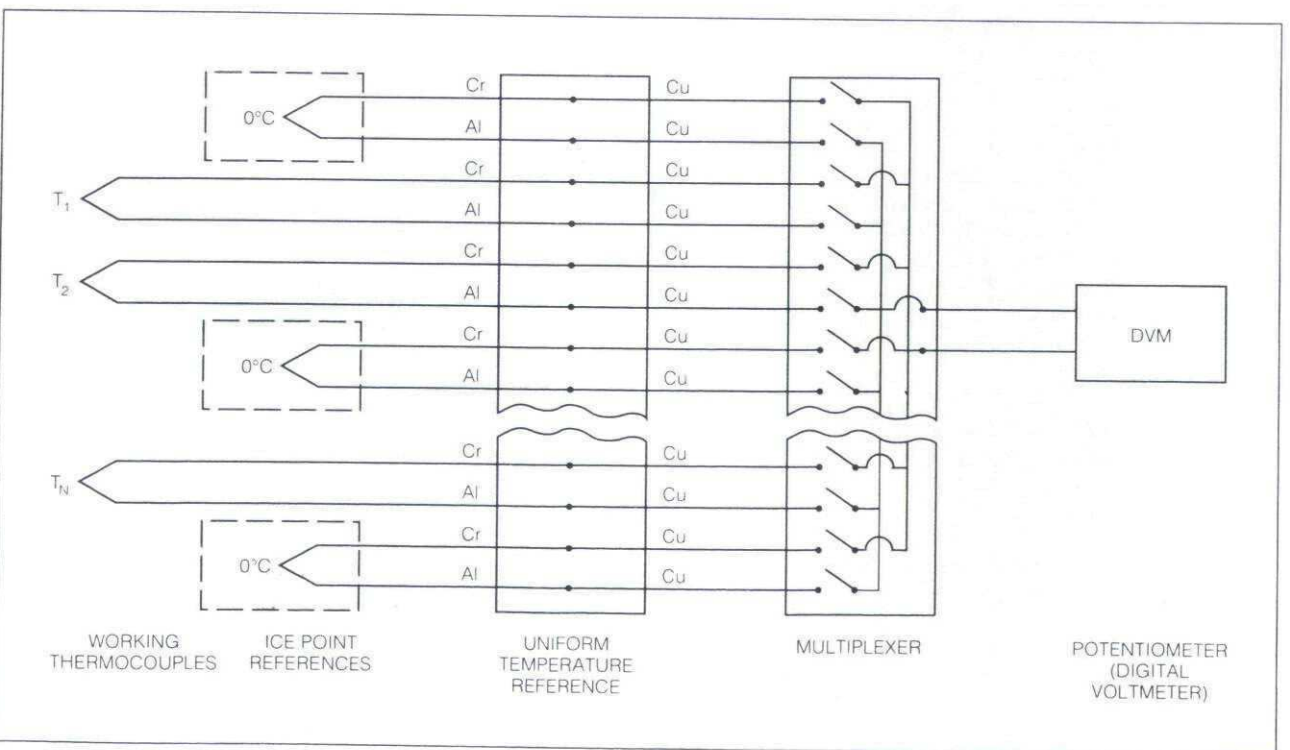 Cr
Cu
0°C
Al
Cu
Cr
Cu
T₁
Al
Cu
Cr
Cu
T₂
Al
Cu
Cr
Cu
DVM
0°C
Al
Cu
Cr
Cu
T_N
Al
Cu
Cr
Cu
0°C
Al
Cu
WORKING
THERMOCOUPLES
ICE POINT
REFERENCES
UNIFORM
TEMPERATURE
REFERENCE
MULTIPLEXER
POTENTIOMETER
(DIGITAL
VOLTMETER)